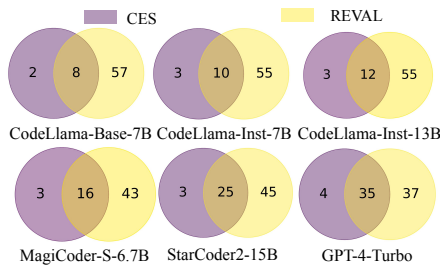 CES REVAL
2 8 57 3 10 55 3 12 55
CodeLlama-Base-7B CodeLlama-Inst-7B CodeLlama-Inst-13B
3 16 43 3 25 45 4 35 37
MagiCoder-S-6.7B StarCoder2-15B GPT-4-Turbo